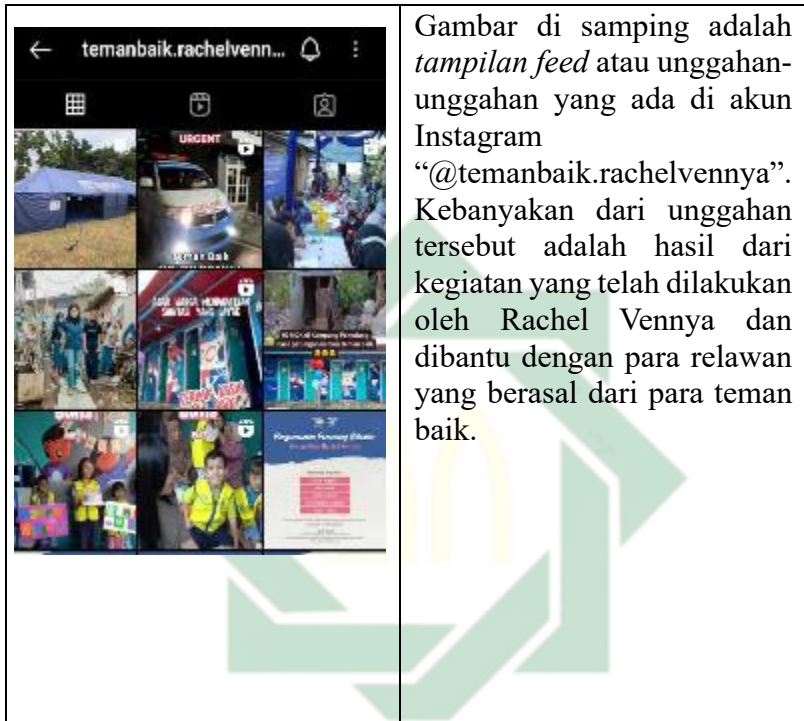 temanbaik.rachelvenn...
URGENT
Teman Baik
Gambar di samping adalah
tampilan feed atau unggahan-
unggahan yang ada di akun
Instagram
“@temanbaik.rachelvennya”.
Kebanyakan dari unggahan
tersebut adalah hasil dari
kegiatan yang telah dilakukan
oleh Rachel Vennya dan
dibantu dengan para relawan
yang berasal dari para teman
baik.